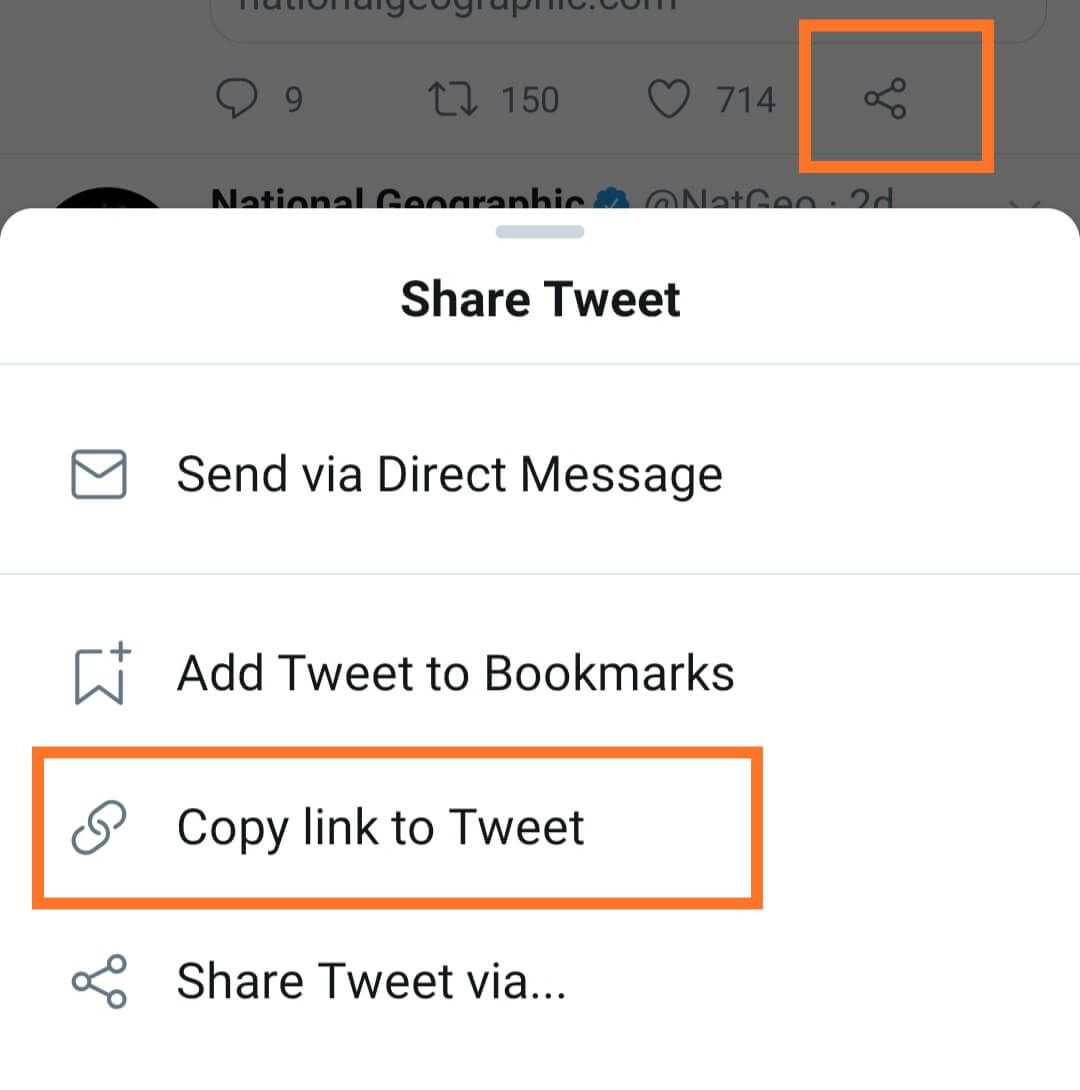 nationalgeographic.com
9 150 714
National Geographic @NatGeo · 2d
Share Tweet
Send via Direct Message
Add Tweet to Bookmarks
Copy link to Tweet
Share Tweet via...